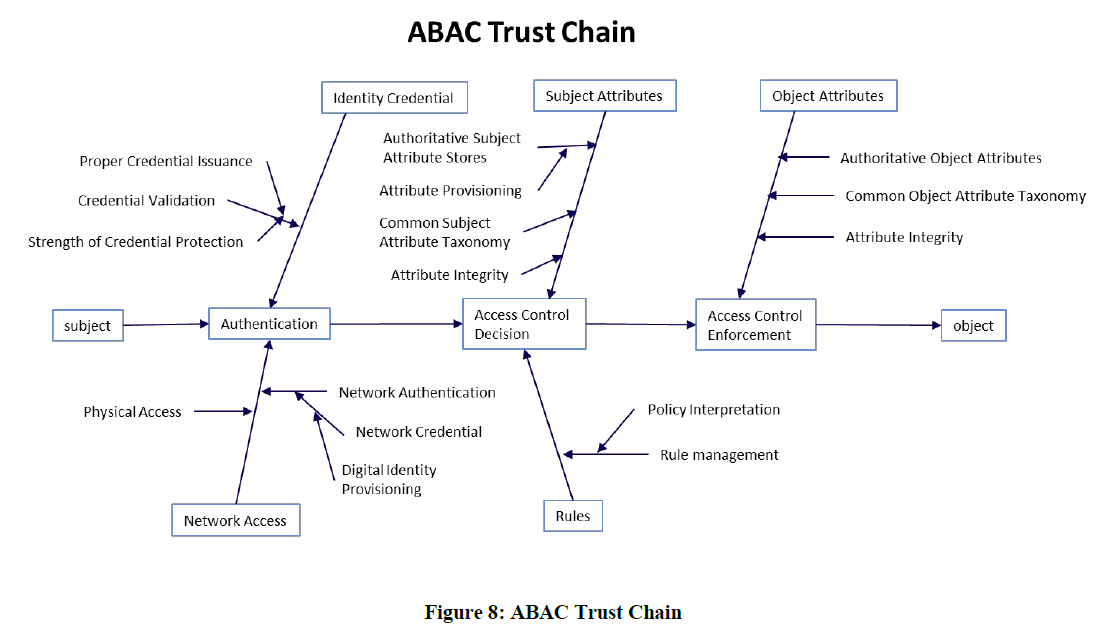 ABAC Trust Chain
Identity Credential
Subject Attributes
Object Attributes
Proper Credential Issuance
Credential Validation
Strength of Credential Protection
Authoritative Subject
Attribute Stores
Attribute Provisioning
Common Subject
Attribute Taxonomy
Attribute Integrity
Authoritative Object Attributes
Common Object Attribute Taxonomy
Attribute Integrity
subject
Authentication
Access Control
Decision
Access Control
Enforcement
object
Physical Access
Network Authentication
Network Credential
Digital Identity
Provisioning
Policy Interpretation
Rule management
Network Access
Rules
Figure 8: ABAC Trust Chain